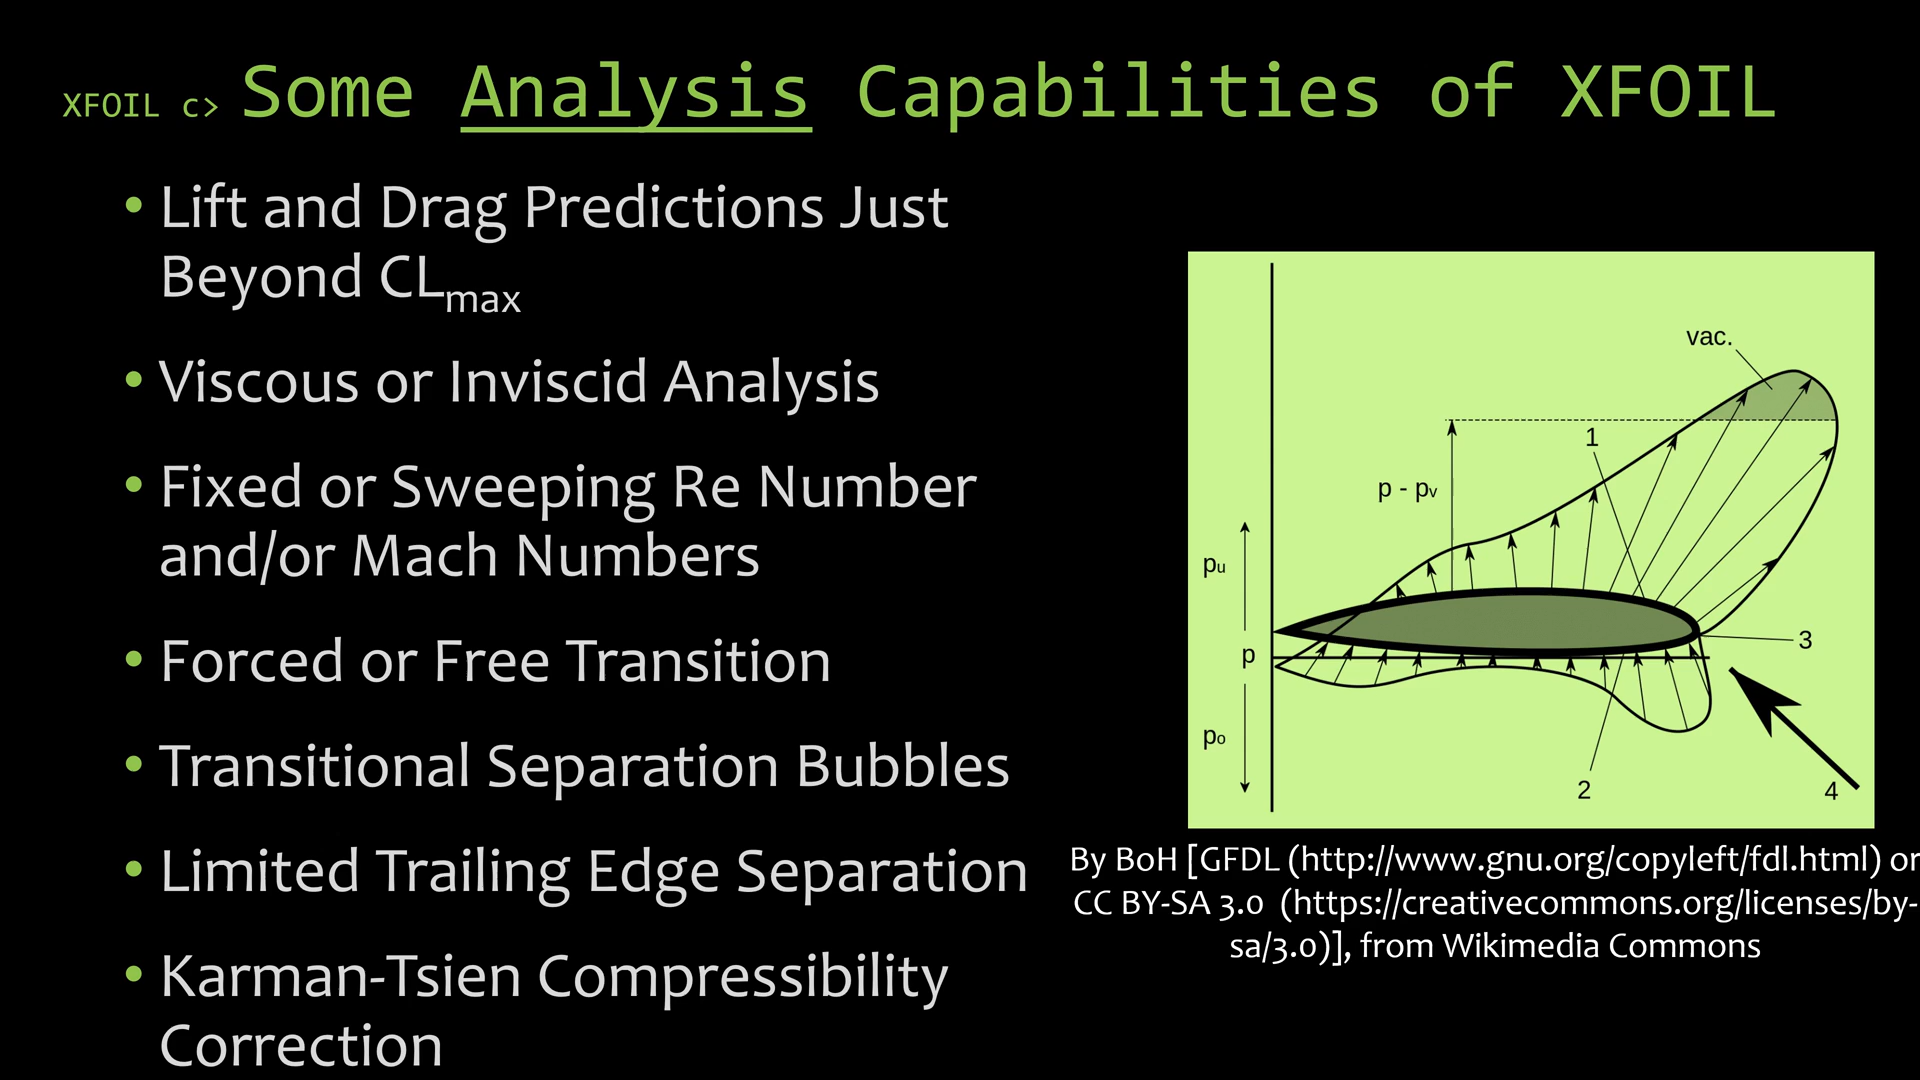 XFOIL c> Some Analysis Capabilities of XFOIL
• Lift and Drag Predictions Just
Beyond CLmax
• Viscous or Inviscid Analysis
• Fixed or Sweeping Re Number
and/or Mach Numbers
• Forced or Free Transition
• Transitional Separation Bubbles
• Limited Trailing Edge Separation
• Karman-Tsien Compressibility
Correction
vac.
1
p - pv
pu
p
3
po
2
4
By BoH [GFDL (http://www.gnu.org/copyleft/fdl.html) or
CC BY-SA 3.0 (https://creativecommons.org/licenses/by-
sa/3.0)], from Wikimedia Commons